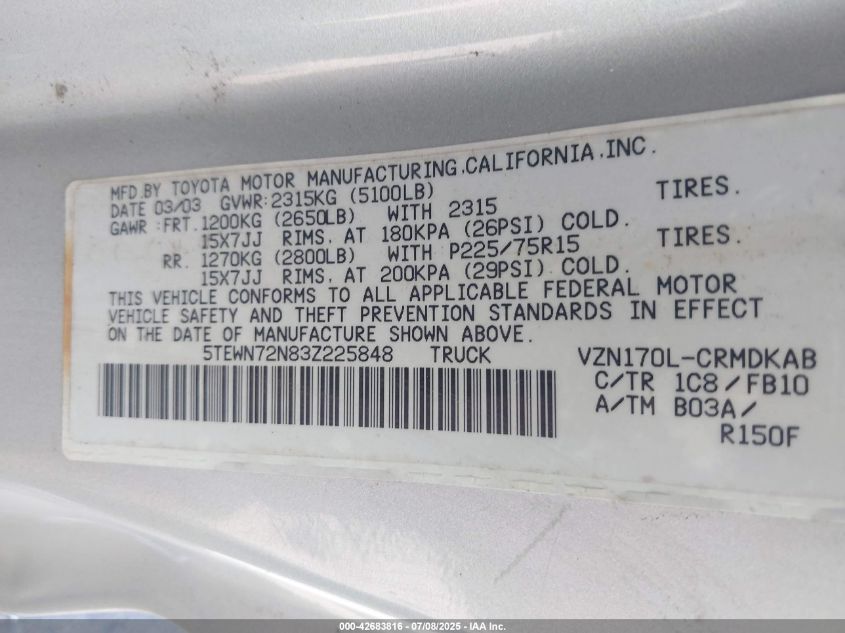 MFD.BY TOYOTA MOTOR MANUFACTURING.CALIFORNIA.INC.
DATE 03/03 GVWR:2315KG (5100LB)
GAWR :FRT. 1200KG (2650LB) WITH 2315 TIRES.
15X7JJ RIMS. AT 180KPA (26PSI) COLD.
RR. 1270KG (2800LB) WITH P225/75R15 TIRES.
15X7JJ RIMS. AT 200KPA (29PSI) COLD.
THIS VEHICLE CONFORMS TO ALL APPLICABLE FEDERAL MOTOR
VEHICLE SAFETY AND THEFT PREVENTION STANDARDS IN EFFECT
ON THE DATE OF MANUFACTURE SHOWN ABOVE.
5TEWN72N83Z225848 TRUCK VZN170L-CRMDKAB
C/TR 1C8/FB10
A/TM B03A/
R150F
000-42683816 - 07/08/2025 - IAA Inc.